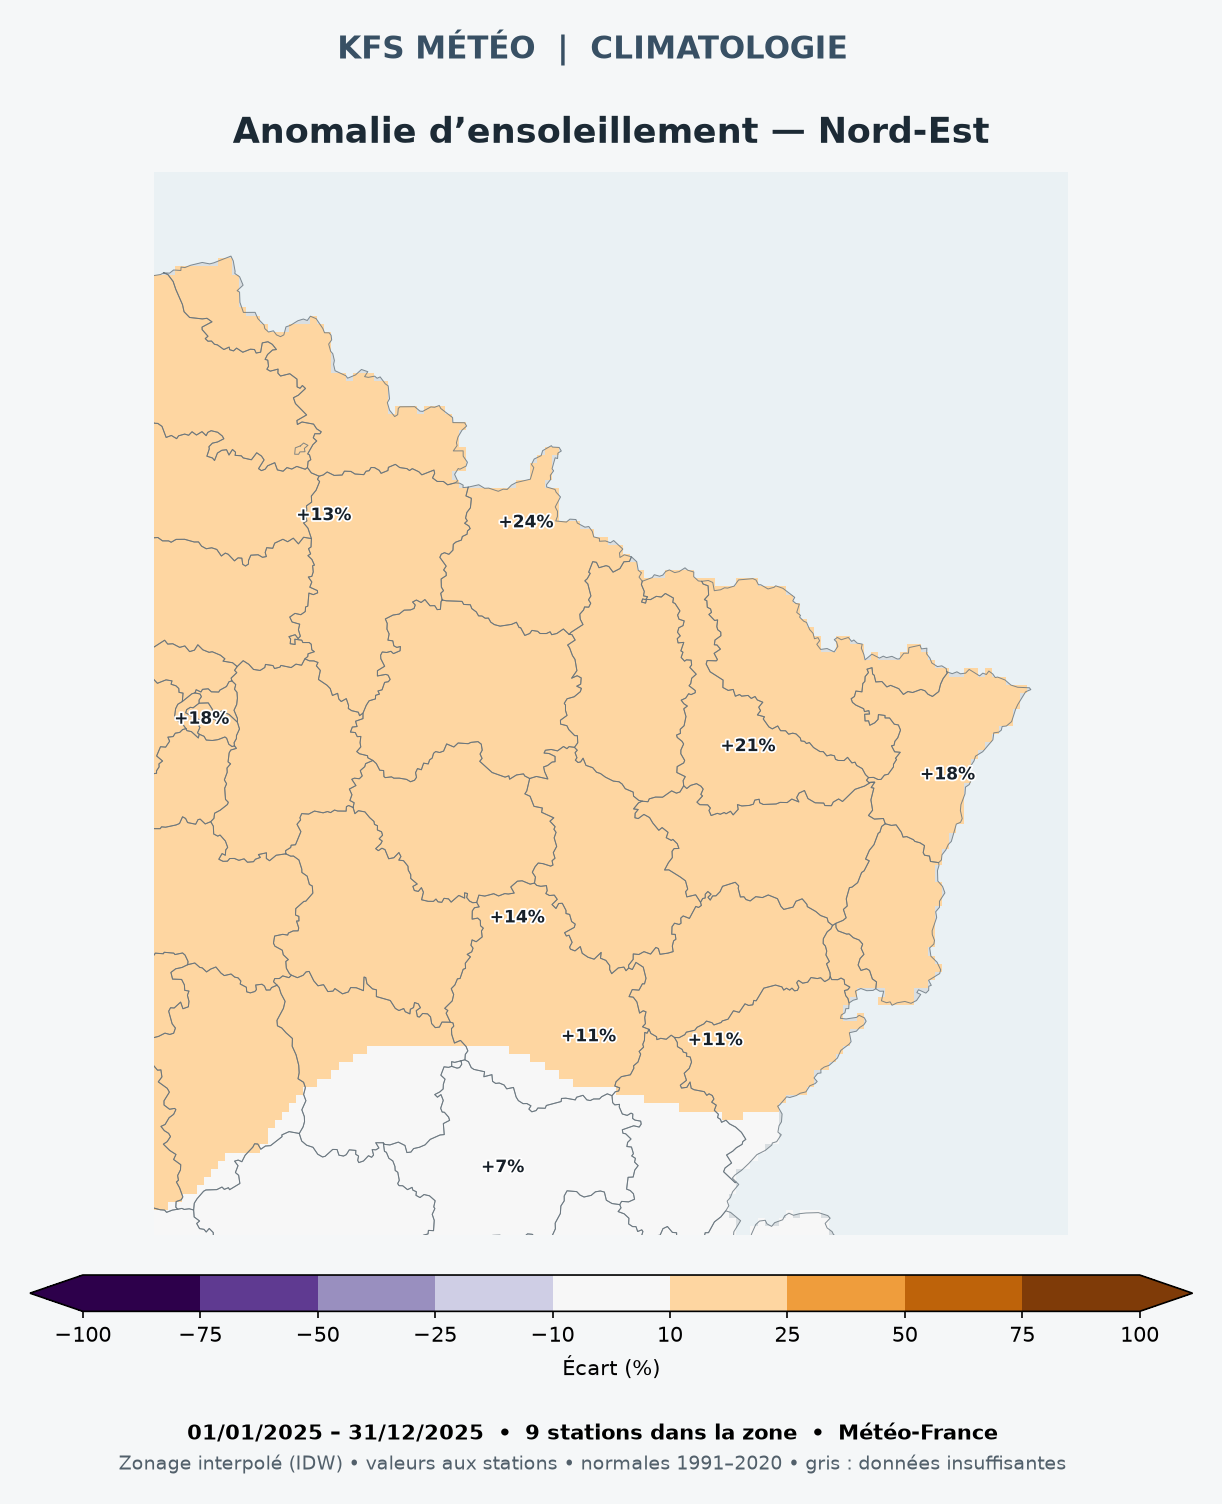 KFS MÉTÉO | CLIMATOLOGIE
Anomalie d’ensoleillement — Nord-Est
+13%
+24%
+18%
+21%
+18%
+14%
+11%
+11%
+7%
−100 −75 −50 −25 −10 10 25 50 75 100
Écart (%)
01/01/2025 – 31/12/2025 • 9 stations dans la zone • Météo-France
Zonage interpolé (IDW) • valeurs aux stations • normales 1991–2020 • gris : données insuffisantes